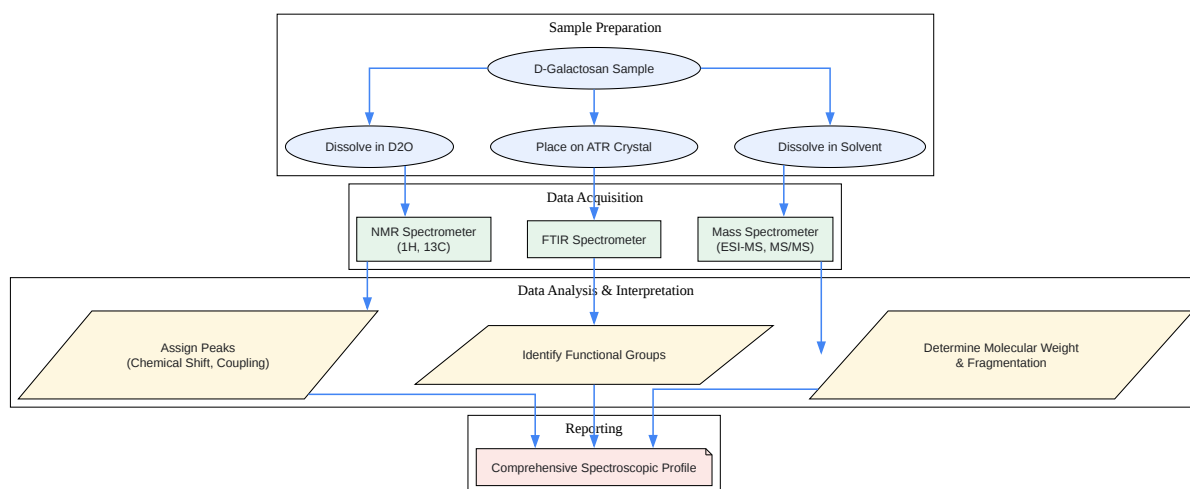 Sample Preparation
D-Galactosan Sample
Dissolve in D2O
Place on ATR Crystal
Dissolve in Solvent
Data Acquisition
NMR Spectrometer
(1H, 13C)
FTIR Spectrometer
Mass Spectrometer
(ESI-MS, MS/MS)
Data Analysis & Interpretation
Assign Peaks
(Chemical Shift, Coupling)
Identify Functional Groups
Determine Molecular Weight
& Fragmentation
Reporting
Comprehensive Spectroscopic Profile